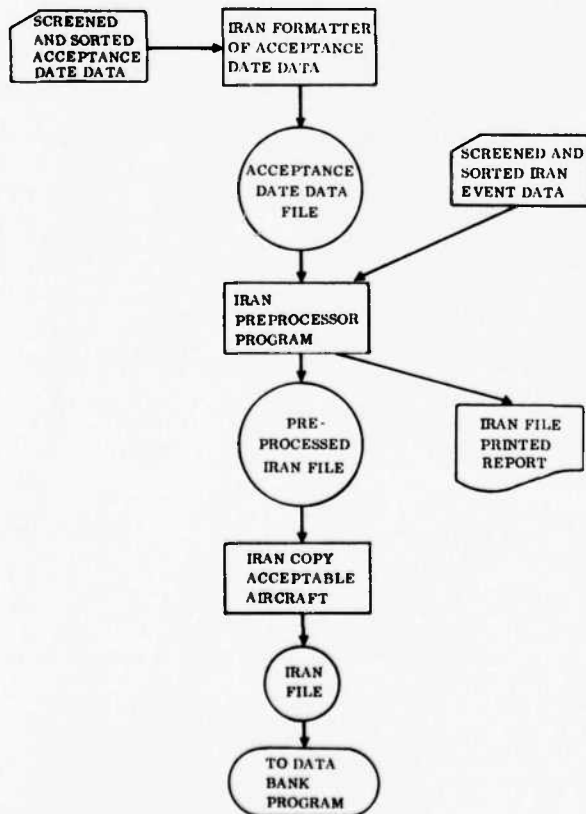 SCREENED
AND SORTED
ACCEPTANCE
DATE DATA
IRAN FORMATTER
OF ACCEPTANCE
DATE DATA
ACCEPTANCE
DATE DATA
FILE
SCREENED AND
SORTED IRAN
EVENT DATA
IRAN
PREPROCESSOR
PROGRAM
PRE-
PROCESSED
IRAN FILE
IRAN FILE
PRINTED
REPORT
IRAN COPY
ACCEPTABLE
AIRCRAFT
IRAN
FILE
TO DATA
BANK
PROGRAM